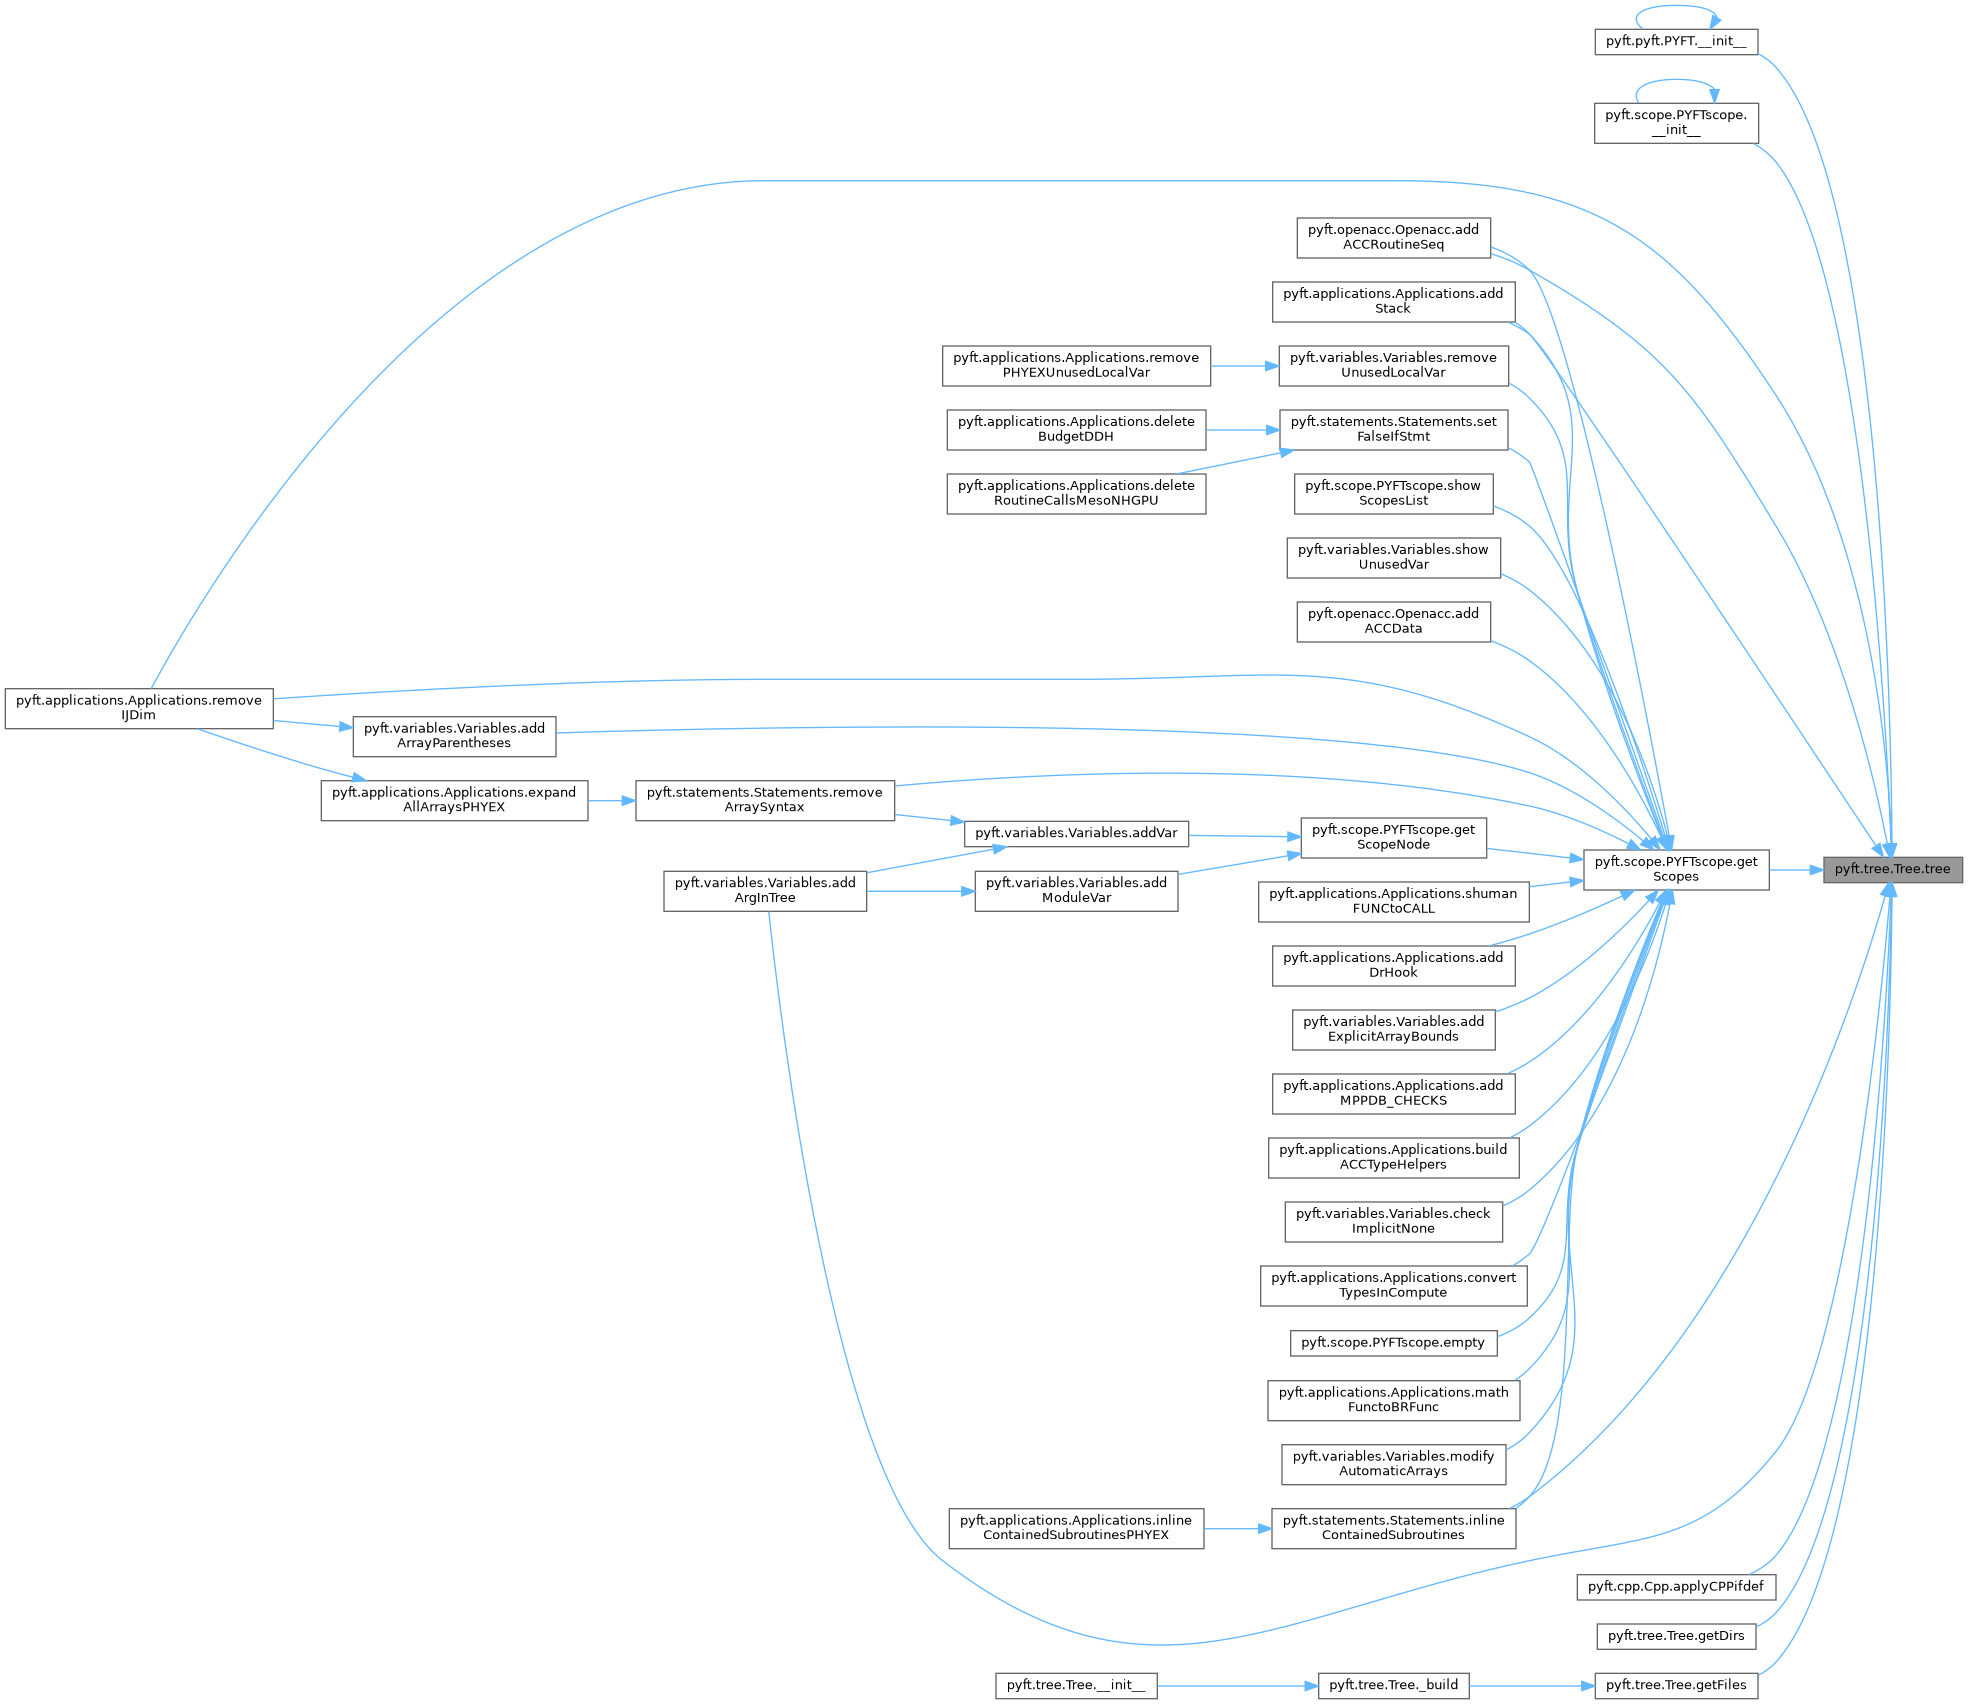 pyft.pyft.PYFT.__init__
pyft.scope.PYFTscope.
__init__
pyft.openacc.Openacc.add
ACCRoutineSeq
pyft.applications.Applications.add
Stack
pyft.applications.Applications.remove
PHYEXUnusedLocalVar
pyft.variables.Variables.remove
UnusedLocalVar
pyft.applications.Applications.delete
BudgetDDH
pyft.statements.Statements.set
FalseIfStmt
pyft.applications.Applications.delete
RoutineCallsMesoNHGPU
pyft.scope.PYFTscope.show
ScopesList
pyft.variables.Variables.show
UnusedVar
pyft.openacc.Openacc.add
ACCData
pyft.applications.Applications.remove
IJDim
pyft.variables.Variables.add
ArrayParentheses
pyft.applications.Applications.expand
AllArraysPHYEX
pyft.statements.Statements.remove
ArraySyntax
pyft.variables.Variables.addVar
pyft.scope.PYFTscope.get
ScopeNode
pyft.scope.PYFTscope.get
Scopes
pyft.tree.Tree.tree
pyft.variables.Variables.add
ArgInTree
pyft.variables.Variables.add
ModuleVar
pyft.applications.Applications.shuman
FUNCtoCALL
pyft.applications.Applications.add
DrHook
pyft.variables.Variables.add
ExplicitArrayBounds
pyft.applications.Applications.add
MPPDB_CHECKS
pyft.applications.Applications.build
ACCTypeHelpers
pyft.variables.Variables.check
ImplicitNone
pyft.applications.Applications.convert
TypesInCompute
pyft.scope.PYFTscope.empty
pyft.applications.Applications.math
FunctoBRFunc
pyft.variables.Variables.modify
AutomaticArrays
pyft.applications.Applications.inline
ContainedSubroutinesPHYEX
pyft.statements.Statements.inline
ContainedSubroutines
pyft.cpp.Cpp.applyCPPifdef
pyft.tree.Tree.getDirs
pyft.tree.Tree.__init__
pyft.tree.Tree._build
pyft.tree.Tree.getFiles